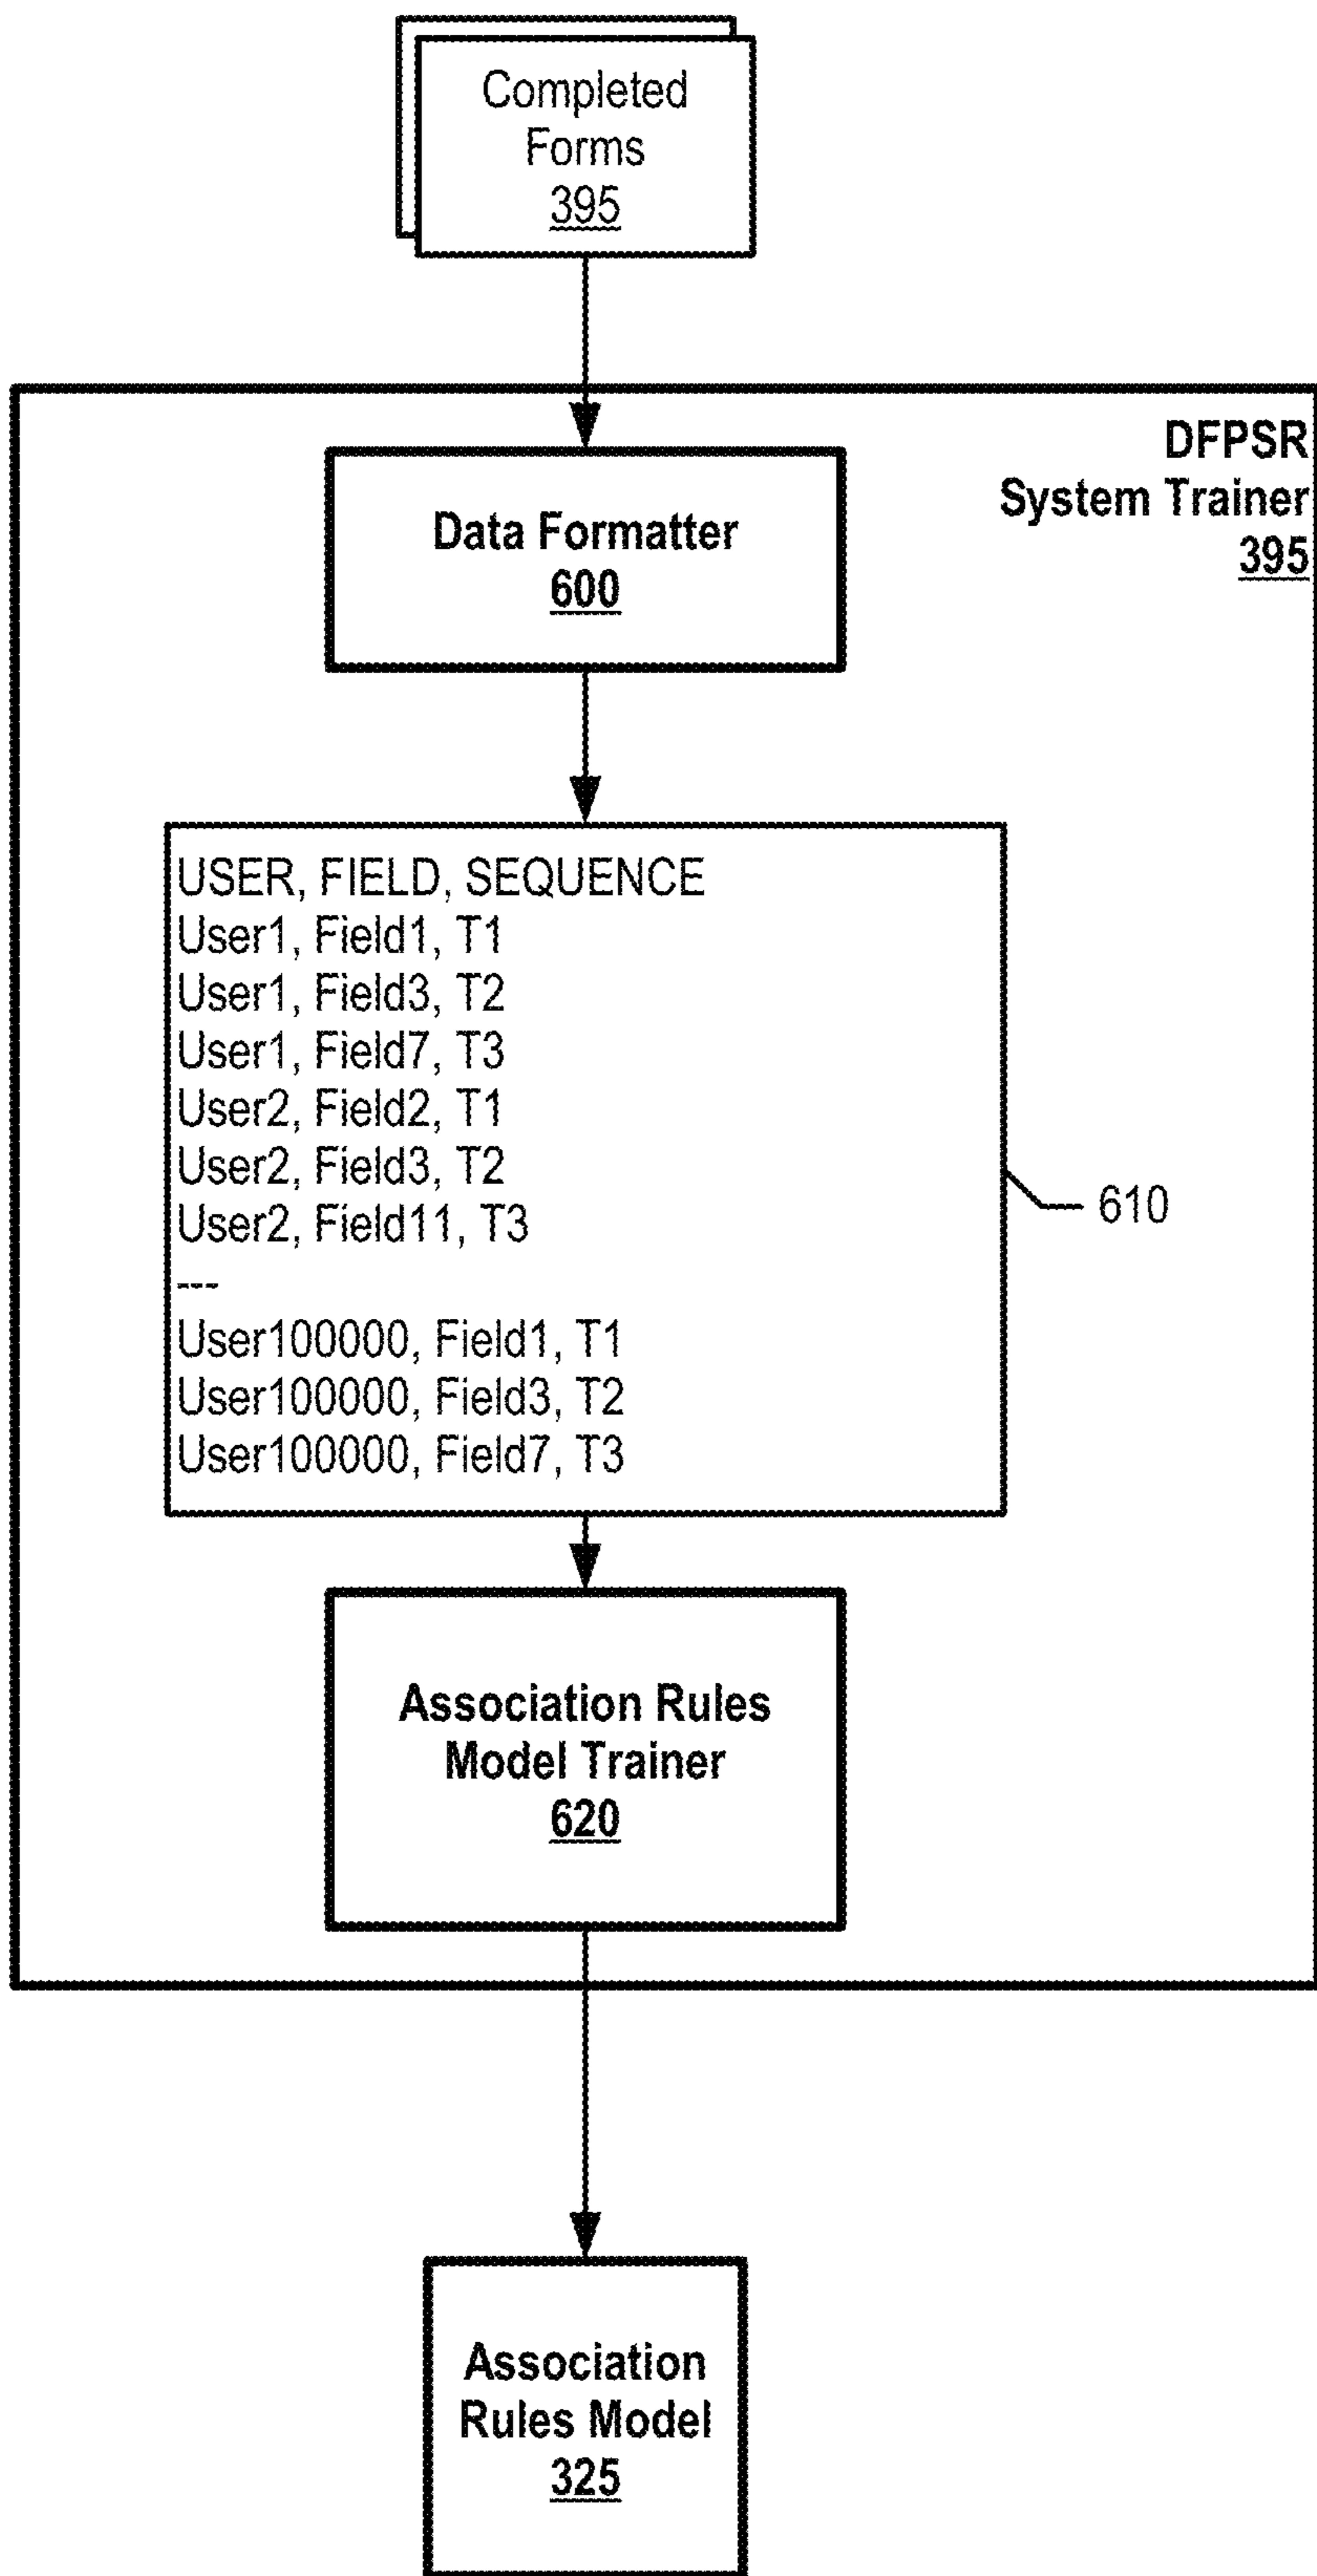 Completed
Forms
395
DFPSR
System Trainer
395
Data Formatter
600
USER, FIELD, SEQUENCE
User1, Field1, T1
User1, Field3, T2
User1, Field7, T3
User2, Field2, T1
User2, Field3, T2
User2, Field11, T3
---
User100000, Field1, T1
User100000, Field3, T2
User100000, Field7, T3
610
Association Rules
Model Trainer
620
Association
Rules Model
325